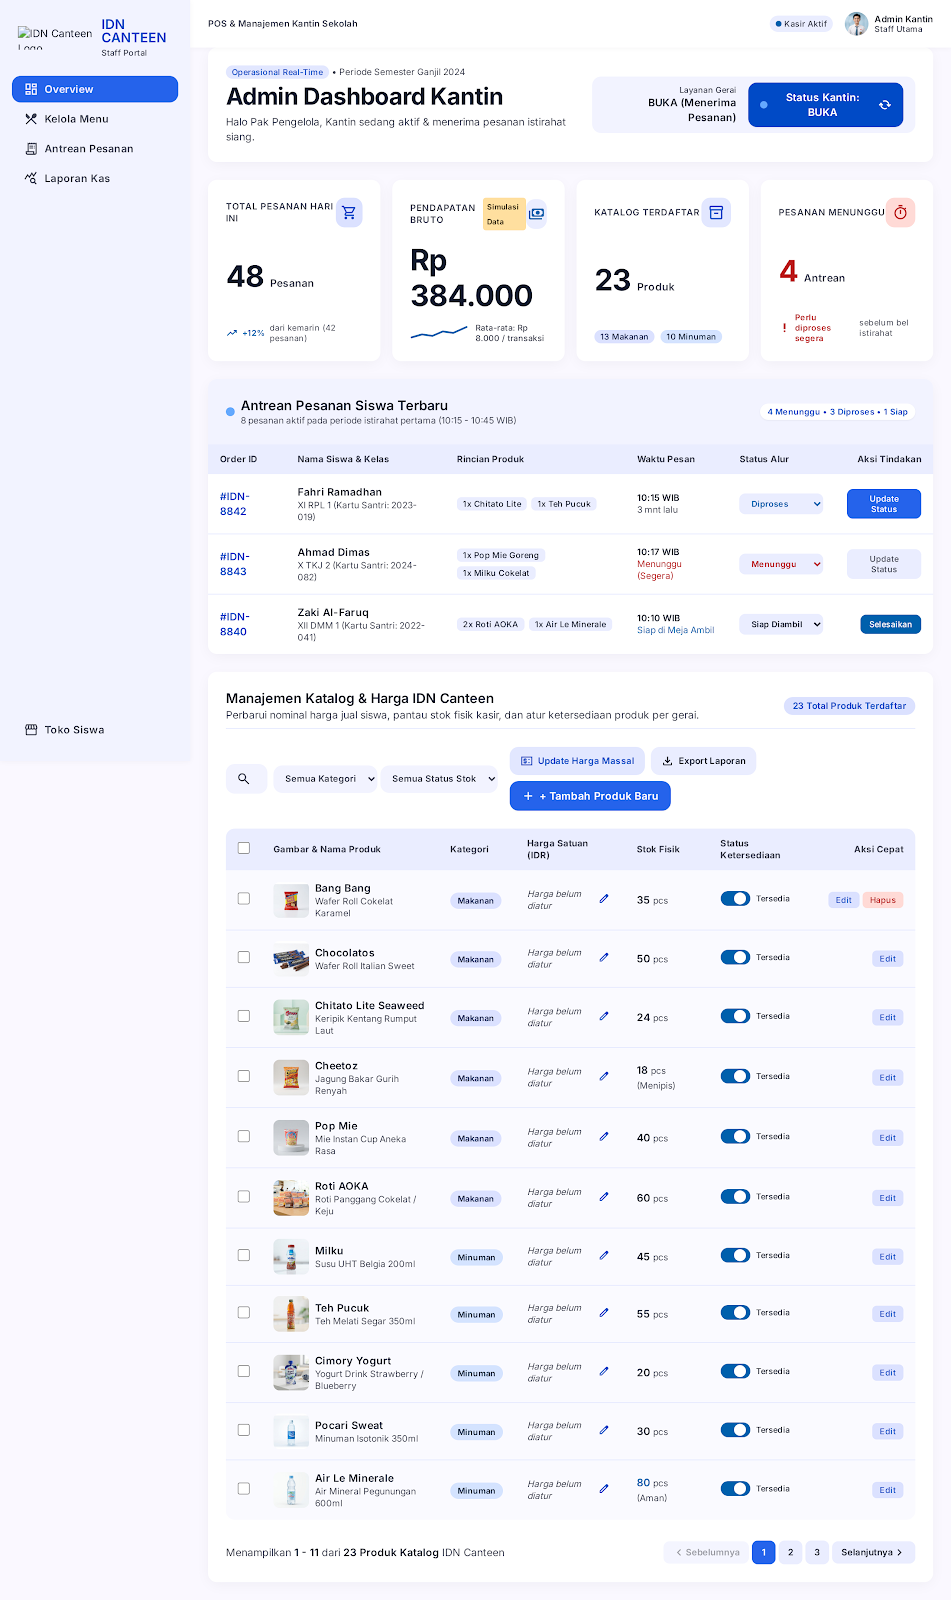 IDN Canteen
Logo
IDN
CANTEEN
Staff Portal
Overview
Kelola Menu
Antrean Pesanan
Laporan Kas
Toko Siswa
POS & Manajemen Kantin Sekolah
Kasir Aktif
Admin Kantin
Staff Utama
Operasional Real-Time • Periode Semester Ganjil 2024
Admin Dashboard Kantin
Halo Pak Pengelola, Kantin sedang aktif & menerima pesanan istirahat
siang.
Layanan Gerai
BUKA (Menerima
Pesanan)
Status Kantin:
BUKA
TOTAL PESANAN HARI
INI
48 Pesanan
+12% dari kemarin (42
pesanan)
PENDAPATAN
BRUTO
Simulasi
Data
Rp
384.000
Rata-rata: Rp
8.000 / transaksi
KATALOG TERDAFTAR
23 Produk
13 Makanan 10 Minuman
PESANAN MENUNGGU
4 Antrean
Perlu
diproses
segera
sebelum bel
istirahat
Antrean Pesanan Siswa Terbaru
8 pesanan aktif pada periode istirahat pertama (10:15 - 10:45 WIB)
4 Menunggu • 3 Diproses • 1 Siap
Order ID Nama Siswa & Kelas Rincian Produk Waktu Pesan Status Alur Aksi Tindakan
#IDN-
8842
Fahri Ramadhan
XI RPL 1 (Kartu Santri: 2023-
019)
1x Chitato Lite 1x Teh Pucuk
10:15 WIB
3 mnt lalu
Diproses
Update
Status
#IDN-
8843
Ahmad Dimas
X TKJ 2 (Kartu Santri: 2024-
082)
1x Pop Mie Goreng
1x Milku Cokelat
10:17 WIB
Menunggu
(Segera)
Menunggu
Update
Status
#IDN-
8840
Zaki Al-Faruq
XII DMM 1 (Kartu Santri: 2022-
041)
2x Roti AOKA 1x Air Le Minerale
10:10 WIB
Siap di Meja Ambil
Siap Diambil
Selesaikan
Manajemen Katalog & Harga IDN Canteen
Perbarui nominal harga jual siswa, pantau stok fisik kasir, dan atur ketersediaan produk per gerai.
23 Total Produk Terdaftar
Semua Kategori
Semua Status Stok
Update Harga Massal
Export Laporan
+ + Tambah Produk Baru
Gambar & Nama Produk Kategori Harga Satuan
(IDR)
Stok Fisik Status
Ketersediaan
Aksi Cepat
Bang Bang
Wafer Roll Cokelat
Karamel
Makanan
Harga belum
diatur
35 pcs
Tersedia
Edit Hapus
Chocolatos
Wafer Roll Italian Sweet
Makanan
Harga belum
diatur
50 pcs
Tersedia
Edit
Chitato Lite Seaweed
Keripik Kentang Rumput
Laut
Makanan
Harga belum
diatur
24 pcs
Tersedia
Edit
Cheetoz
Jagung Bakar Gurih
Renyah
Makanan
Harga belum
diatur
18 pcs
(Menipis)
Tersedia
Edit
Pop Mie
Mie Instan Cup Aneka
Rasa
Makanan
Harga belum
diatur
40 pcs
Tersedia
Edit
Roti AOKA
Roti Panggang Cokelat /
Keju
Makanan
Harga belum
diatur
60 pcs
Tersedia
Edit
Milku
Susu UHT Belgia 200ml
Minuman
Harga belum
diatur
45 pcs
Tersedia
Edit
Teh Pucuk
Teh Melati Segar 350ml
Minuman
Harga belum
diatur
55 pcs
Tersedia
Edit
Cimory Yogurt
Yogurt Drink Strawberry /
Blueberry
Minuman
Harga belum
diatur
20 pcs
Tersedia
Edit
Pocari Sweat
Minuman Isotonik 350ml
Minuman
Harga belum
diatur
30 pcs
Tersedia
Edit
Air Le Minerale
Air Mineral Pegunungan
600ml
Minuman
Harga belum
diatur
80 pcs
(Aman)
Tersedia
Edit
Menampilkan 1 - 11 dari 23 Produk Katalog IDN Canteen
Sebelumnya 1 2 3 Selanjutnya